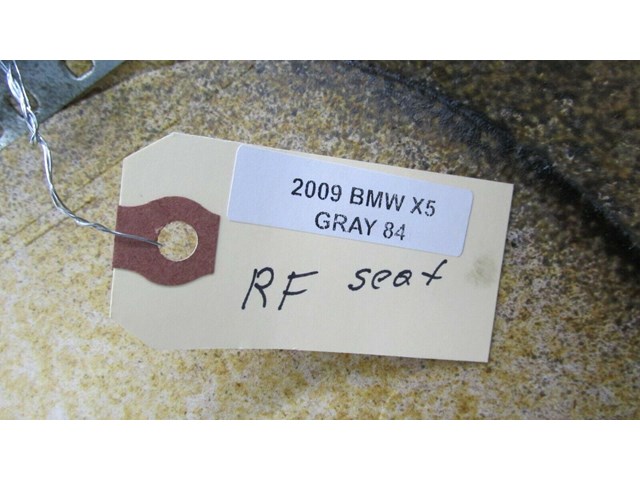 2009 BMW X5
GRAY 84
RF seat